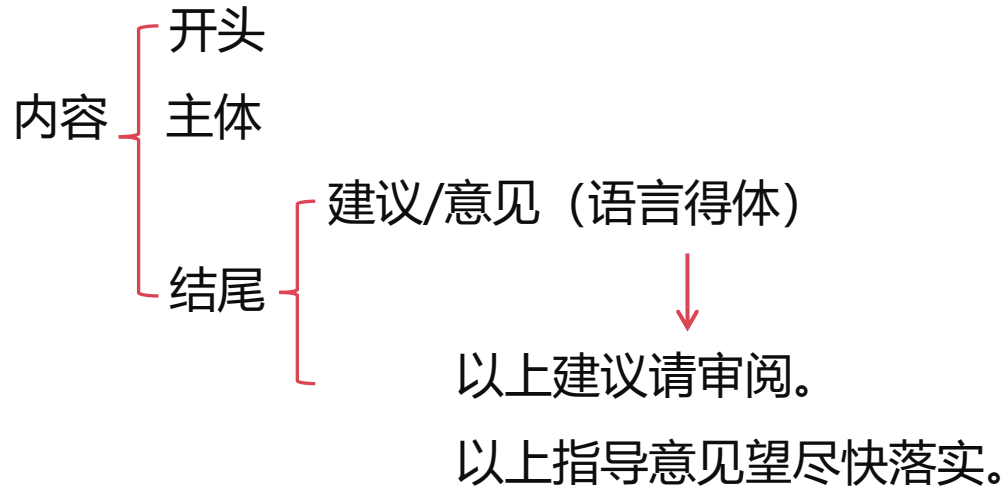 开头
内容
主体
建议/意见（语言得体）
结尾
以上建议请审阅。
以上指导意见望尽快落实。